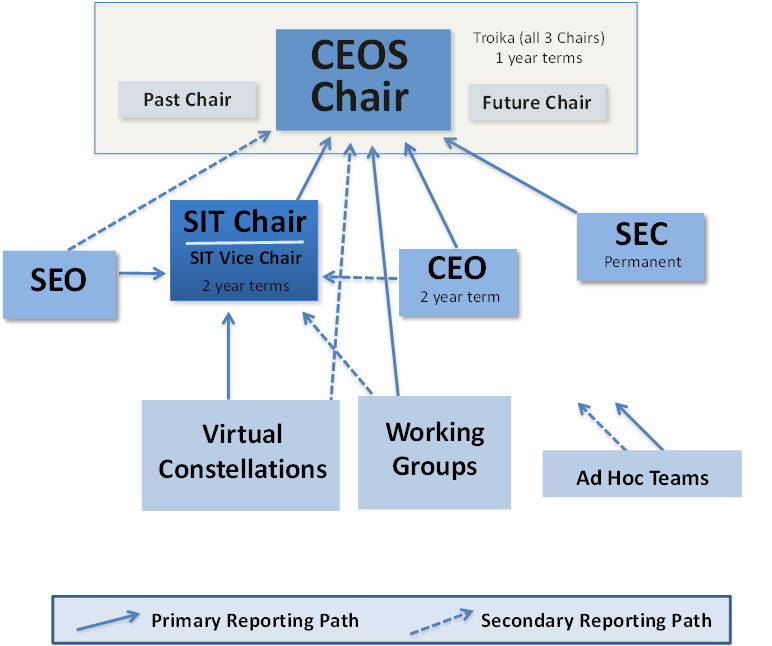 CEOS
Chair
Troika (all 3 Chairs)
1 year terms
Past Chair
Future Chair
SIT Chair
SIT Vice Chair
2 year terms
SEO
CEO
2 year term
SEC
Permanent
Virtual
Constellations
Working
Groups
Ad Hoc Teams
Primary Reporting Path
Secondary Reporting Path